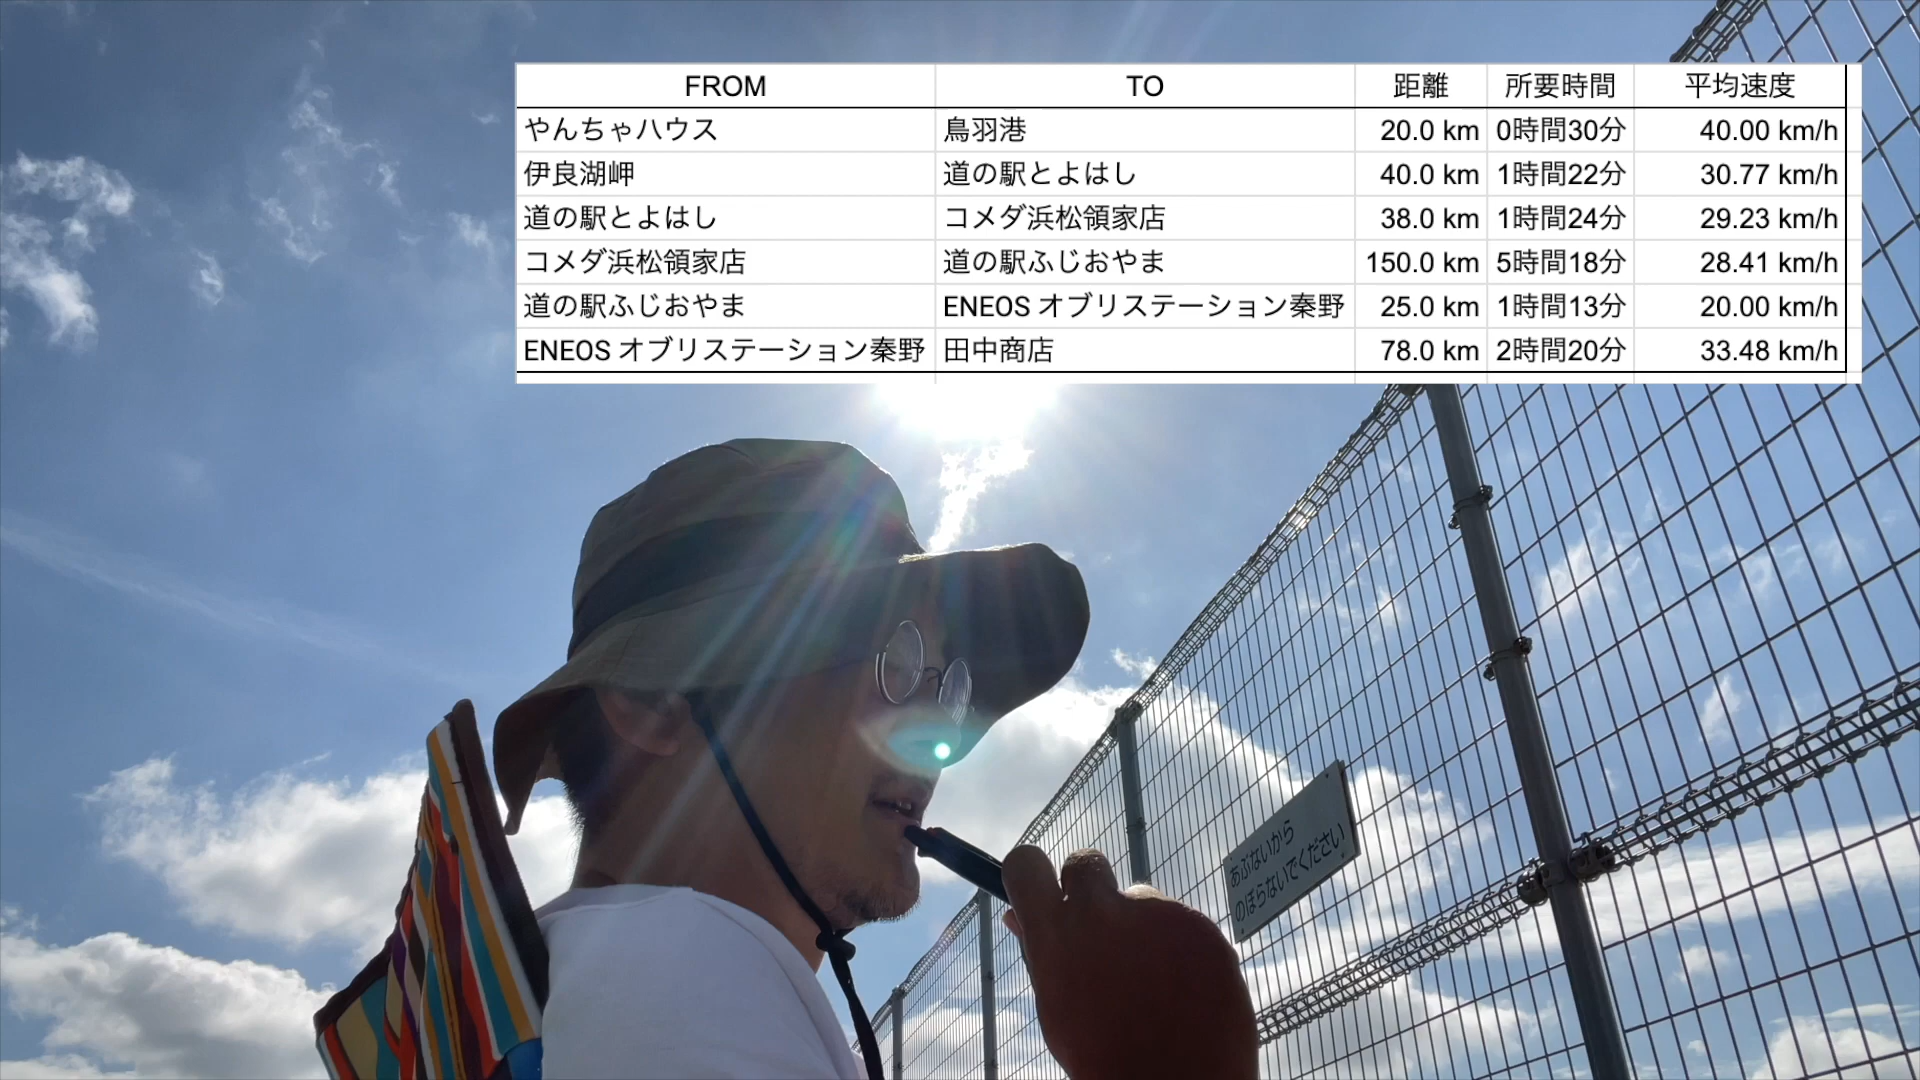 FROM TO 距離 所要時間 平均速度
やんちゃハウス 鳥羽港 20.0 km 0時間30分 40.00 km/h
伊良湖岬 道の駅とよはし 40.0 km 1時間22分 30.77 km/h
道の駅とよはし コメダ浜松領家店 38.0 km 1時間24分 29.23 km/h
コメダ浜松領家店 道の駅ふじおやま 150.0 km 5時間18分 28.41 km/h
道の駅ふじおやま ENEOS オブリステーション秦野 25.0 km 1時間13分 20.00 km/h
ENEOS オブリステーション秦野 田中商店 78.0 km 2時間20分 33.48 km/h
あぶないから
のぼらないでください